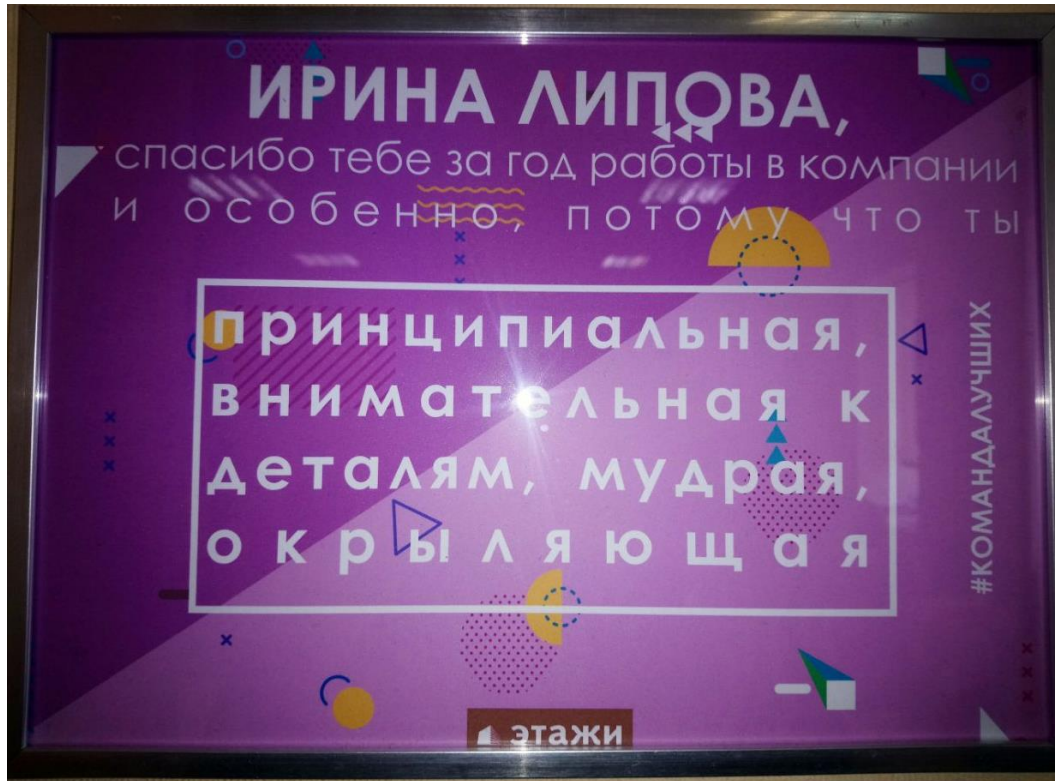 ИРИНА ЛИПОВА,
спасибо тебе за год работы в компании
и особенно, потому что ты
принципиальная,
внимательная к
деталям, мудрая,
окрыляющая
#КОМАНДАЛУЧШИХ
этажи